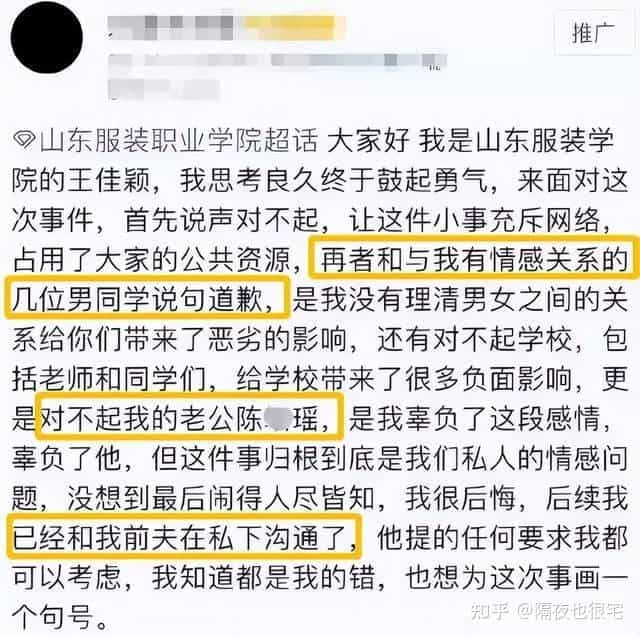 推广
山东服装职业学院超话 大家好 我是山东服装学
院的王佳颖，我思考良久终于鼓起勇气，来面对这
次事件，首先说声对不起，让这件小事充斥网络，
占用了大家的公共资源，再者和与我有情感关系的
几位男同学说句道歉，是我没有理清男女之间的关
系给你们带来了恶劣的影响，还有对不起学校，包
括老师和同学们，给学校带来了很多负面影响，更
是对不起我的老公陈 瑶，是我辜负了这段感情，
辜负了他，但这件事归根到底是我们私人的情感问
题，没想到最后闹得人尽皆知，我很后悔，后续我
已经和我前夫在私下沟通了，他提的任何要求我都
可以考虑，我知道都是我的错，也想为这次事画一
个句号。
知乎 @隔夜也很宅